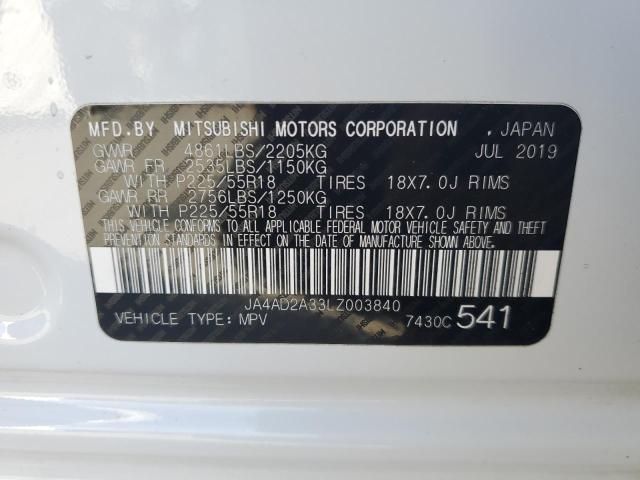 MFD.BY MITSUBISHI MOTORS CORPORATION . JAPAN
GVWR 4861LBS/2205KG JUL 2019
GAWR FR 2535LBS/1150KG
WITH P225/55R18 TIRES 18X7.0J RIMS
GAWR RR 2756LBS/1250KG
WITH P225/55R18 TIRES 18X7.0J RIMS
THIS VEHICLE CONFORMS TO ALL APPLICABLE FEDERAL MOTOR VEHICLE SAFETY AND THEFT
PREVENTION STANDARDS IN EFFECT ON THE DATE OF MANUFACTURE SHOWN ABOVE.
JA4AD2A33LZ003840
VEHICLE TYPE: MPV 7430C 541